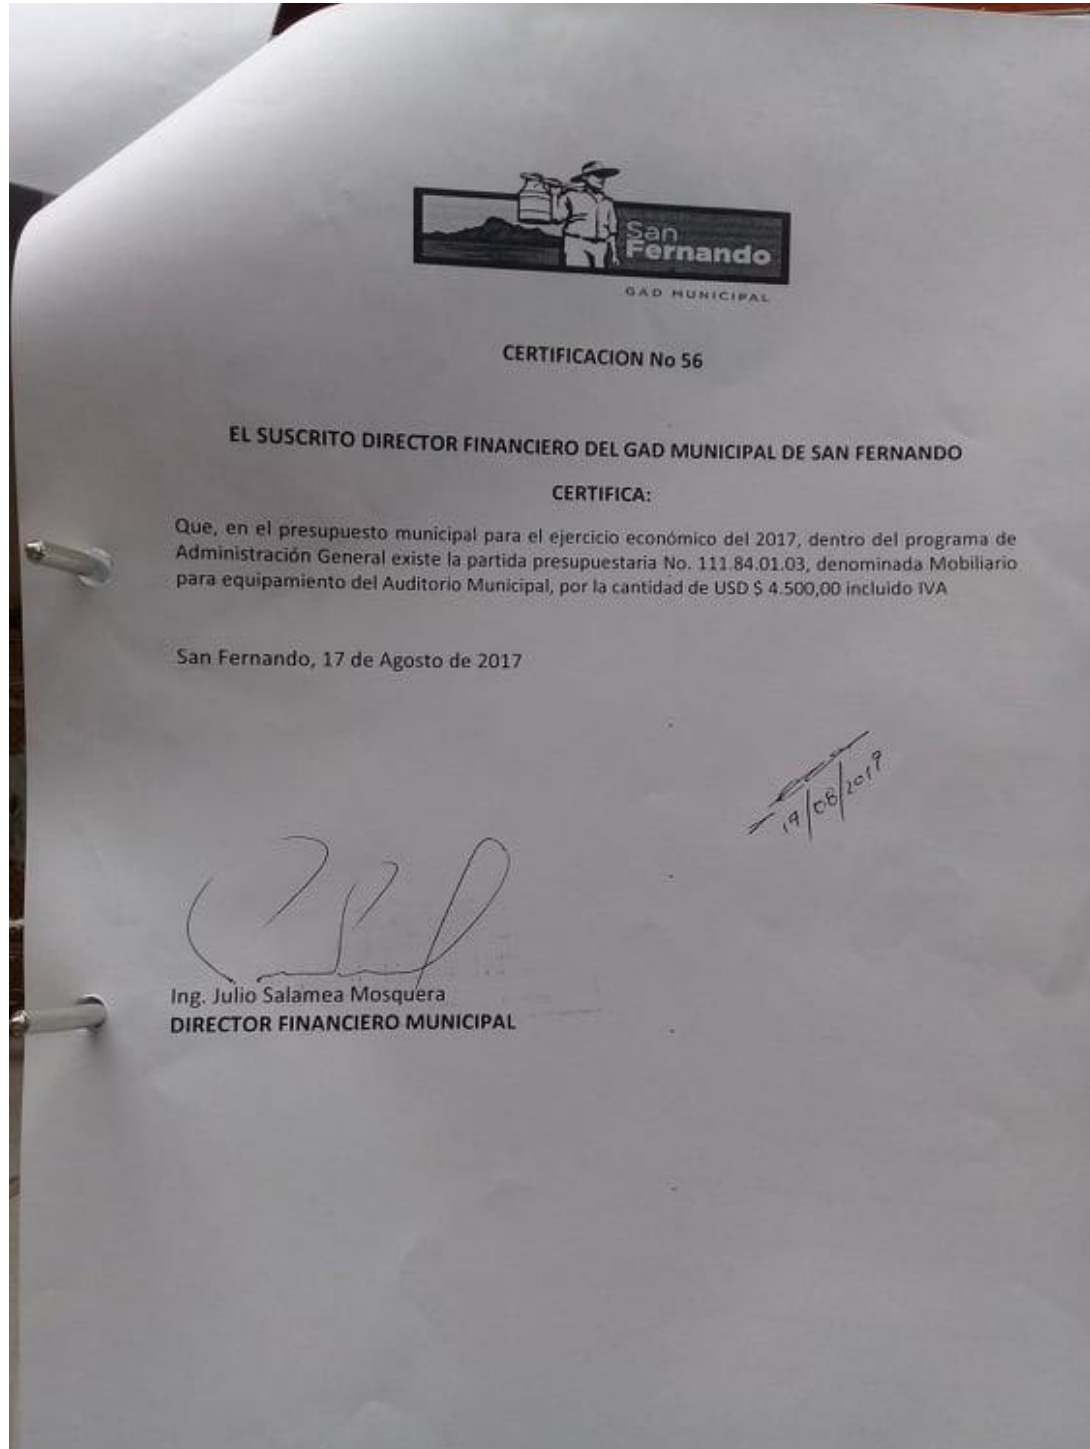 San
Fernando
GAD MUNICIPAL
CERTIFICACION No 56
EL SUSCRITO DIRECTOR FINANCIERO DEL GAD MUNICIPAL DE SAN FERNANDO
CERTIFICA:
Que, en el presupuesto municipal para el ejercicio económico del 2017, dentro del programa de
Administración General existe la partida presupuestaria No. 111.84.01.03, denominada Mobiliario
para equipamiento del Auditorio Municipal, por la cantidad de USD $ 4.500,00 incluido IVA
San Fernando, 17 de Agosto de 2017
Ing. Julio Salamea Mosquera
DIRECTOR FINANCIERO MUNICIPAL